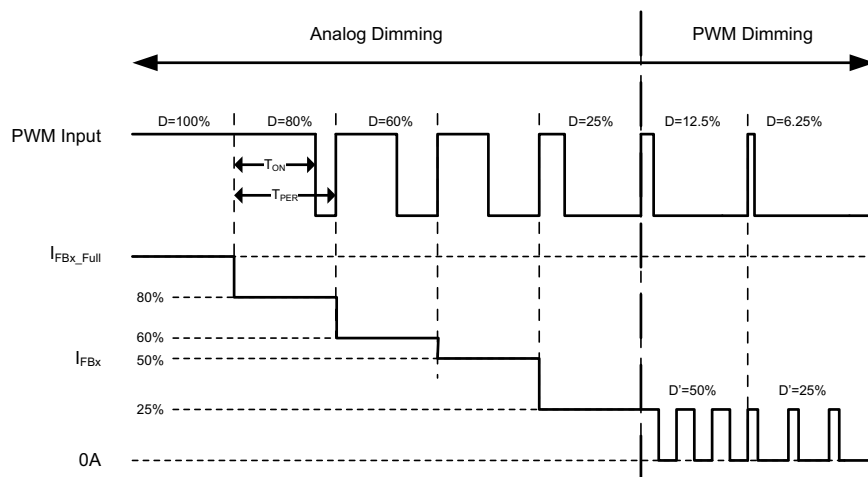 Analog Dimming
PWM Dimming
D=100%
D=80%
D=60%
D=25%
D=12.5%
D=6.25%
PWM Input
TON
TPER
IFBx_Full
80%
60%
IFBx
50%
D'=50%
D'=25%
25%
0A